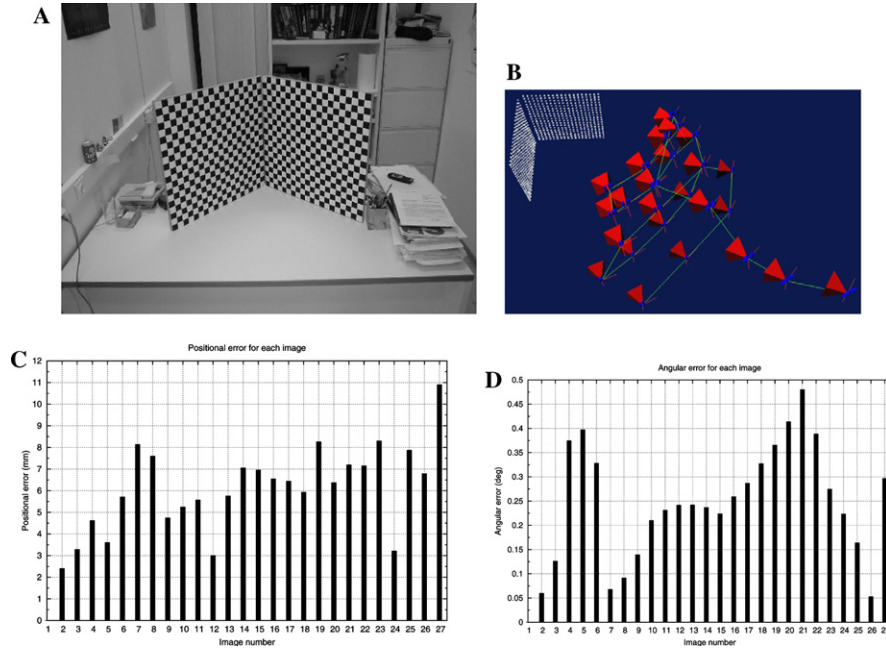 A
B
C
Positional error for each image
Positional error (mm)
12
11
10
9
8
7
6
5
4
3
2
1
0
1 2 3 4 5 6 7 8 9 10 11 12 13 14 15 16 17 18 19 20 21 22 23 24 25 26 27
Image number
D
Angular error for each image
Angular error (deg)
0.5
0.45
0.4
0.35
0.3
0.25
0.2
0.15
0.1
0.05
0
1 2 3 4 5 6 7 8 9 10 11 12 13 14 15 16 17 18 19 20 21 22 23 24 25 26
Image number